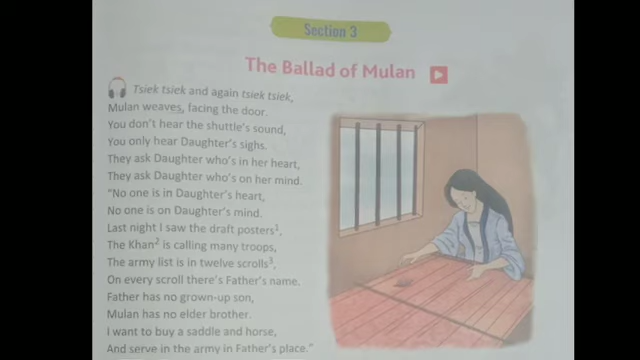 Section 3
The Ballad of Mulan
Tsiek tsiek and again tsiek tsiek,
Mulan weaves, facing the door.
You don't hear the shuttle's sound,
You only hear Daughter's sighs.
They ask Daughter who's in her heart,
They ask Daughter who's on her mind.
"No one is in Daughter's heart,
No one is on Daughter's mind.
Last night I saw the draft posters¹,
The Khan² is calling many troops,
The army list is in twelve scrolls³,
On every scroll there's Father's name.
Father has no grown-up son,
Mulan has no elder brother.
I want to buy a saddle and horse,
And serve in the army in Father's place."